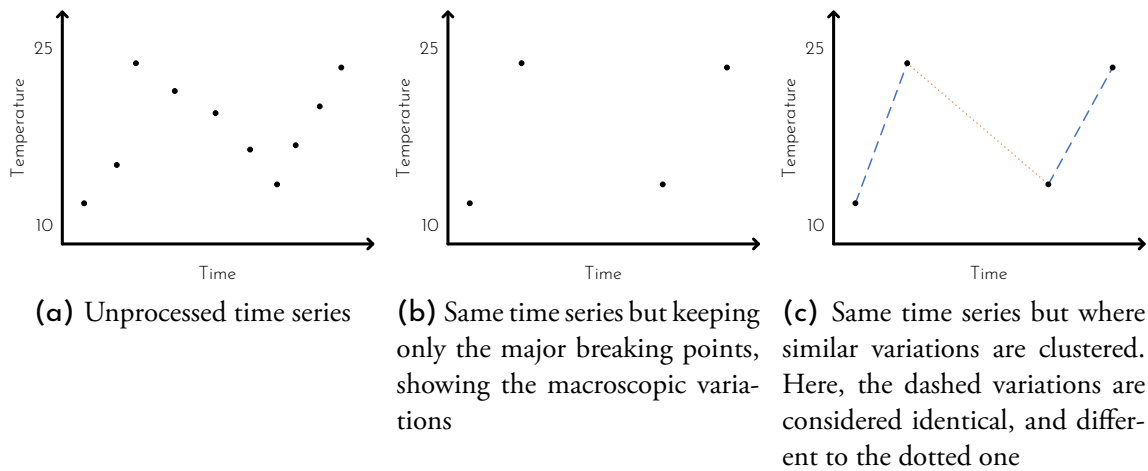 25
Temperature
10
Time
(a) Unprocessed time series
25
Temperature
10
Time
(b) Same time series but keeping
only the major breaking points,
showing the macroscopic varia-
tions
25
Temperature
10
Time
(c) Same time series but where
similar variations are clustered.
Here, the dashed variations are
considered identical, and differ-
ent to the dotted one